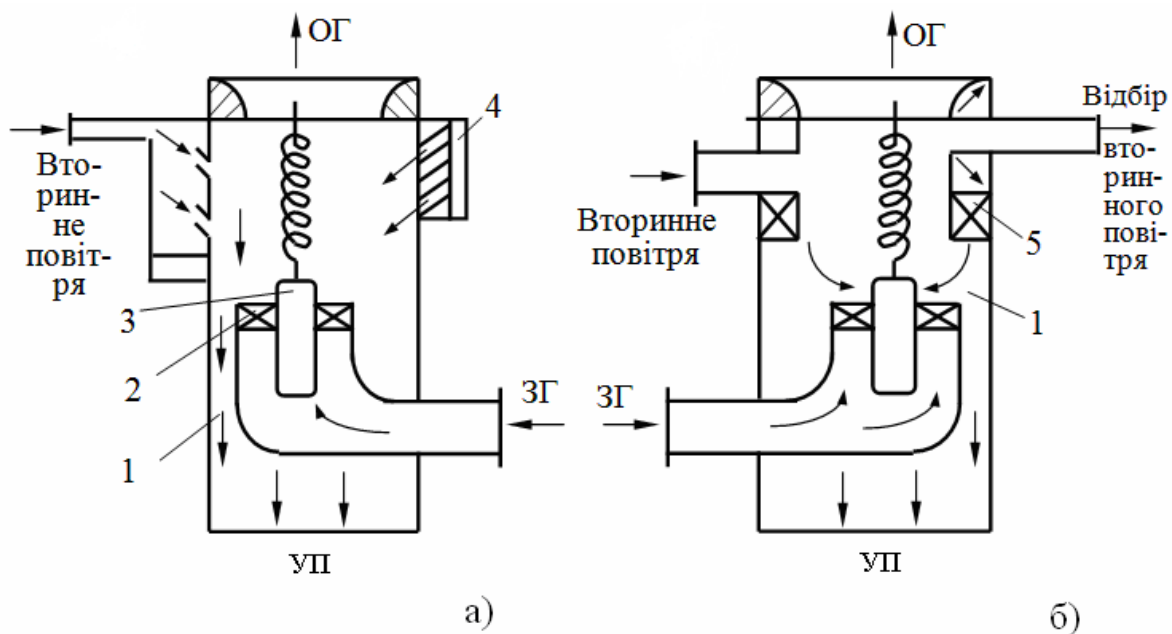 ОГ
4
Вто-
рин-
не
повіт-
ря
3
2
1
ЗГ
УП
а)
ОГ
Відбір
вто-
рин-
ного
пові-
тря
Вторинне
повітря
5
1
ЗГ
УП
б)